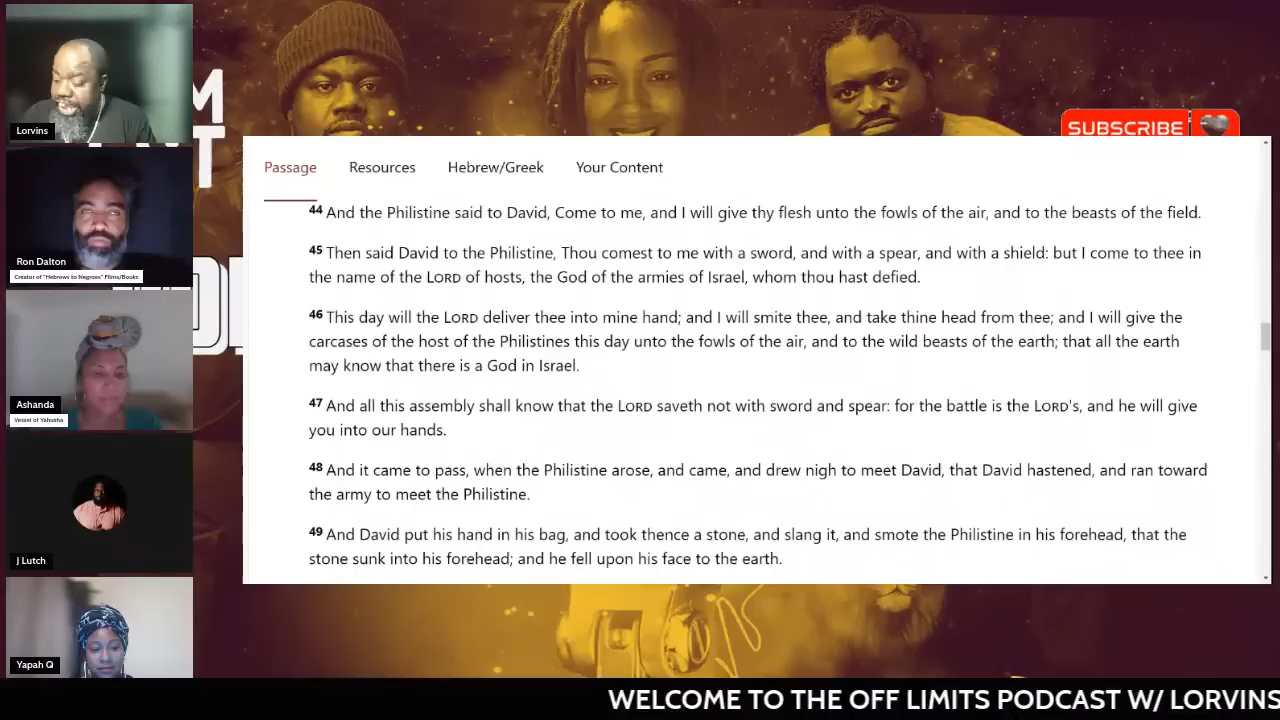 Lorvins
Ron Dalton
Creator of "Hebrews to Negroes" Films/Books
Ashanda
Vessel of Yahusha
J Lutch
Yapah Q
SUBSCRIBE
Passage Resources Hebrew/Greek Your Content
44 And the Philistine said to David, Come to me, and I will give thy flesh unto the fowls of the air, and to the beasts of the field.
45 Then said David to the Philistine, Thou comest to me with a sword, and with a spear, and with a shield: but I come to thee in
the name of the LORD of hosts, the God of the armies of Israel, whom thou hast defied.
46 This day will the LORD deliver thee into mine hand; and I will smite thee, and take thine head from thee; and I will give the
carcases of the host of the Philistines this day unto the fowls of the air, and to the wild beasts of the earth; that all the earth
may know that there is a God in Israel.
47 And all this assembly shall know that the LORD saveth not with sword and spear: for the battle is the LORD's, and he will give
you into our hands.
48 And it came to pass, when the Philistine arose, and came, and drew nigh to meet David, that David hastened, and ran toward
the army to meet the Philistine.
49 And David put his hand in his bag, and took thence a stone, and slang it, and smote the Philistine in his forehead, that the
stone sunk into his forehead; and he fell upon his face to the earth.
WELCOME TO THE OFF LIMITS PODCAST W/ LORVINS